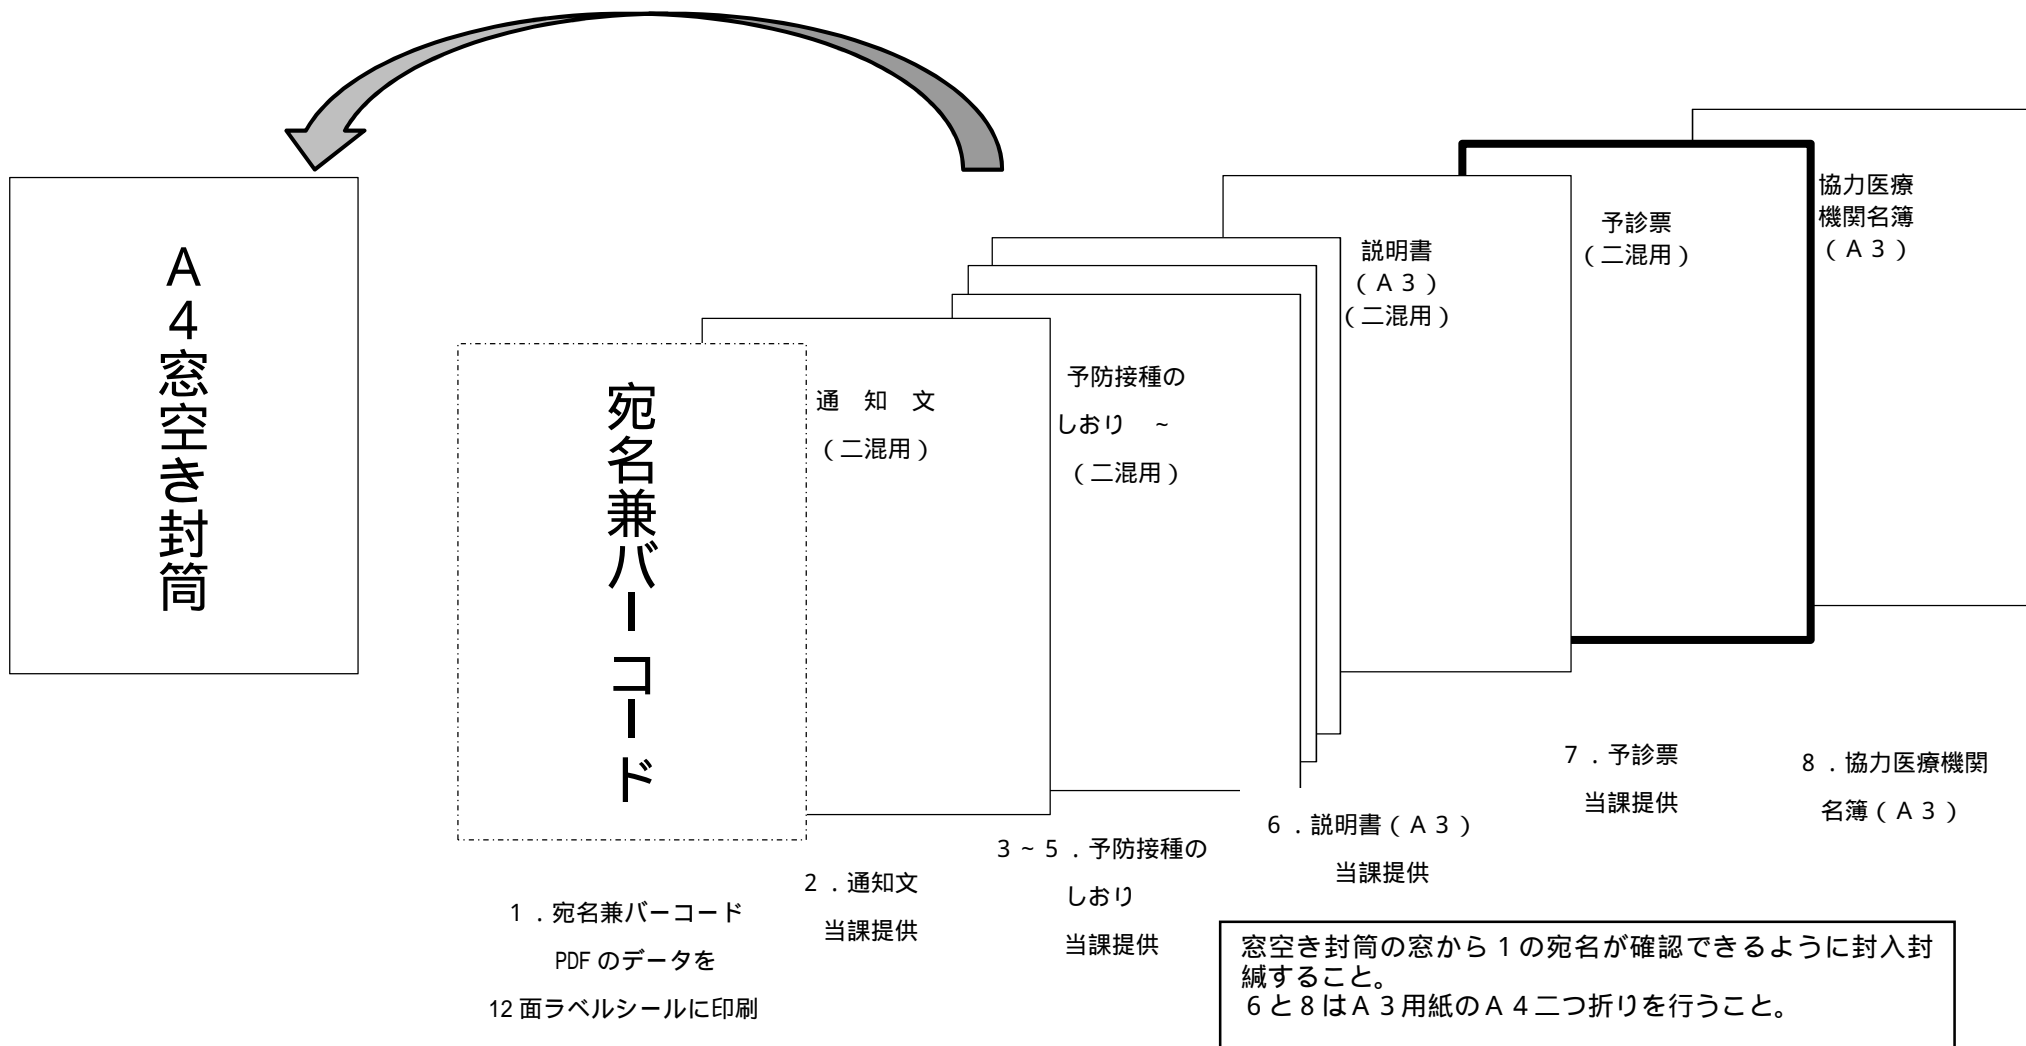 A4窓空き封筒
宛名兼バーコード
通　知　文
（二混用）
予防接種の
しおり　~
（二混用）
説明書
（A３）
（二混用）
予診票
（二混用）
協力医療
機関名簿
（A３）
１．宛名兼バーコード
PDFのデータを
12面ラベルシールに印刷
２．通知文
当課提供
３~５．予防接種の
しおり
当課提供
６．説明書（A３）
当課提供
７．予診票
当課提供
８．協力医療機関
名簿（A３）
窓空き封筒の窓から１の宛名が確認できるように封入封
緘すること。
６と８はA３用紙のA４二つ折りを行うこと。